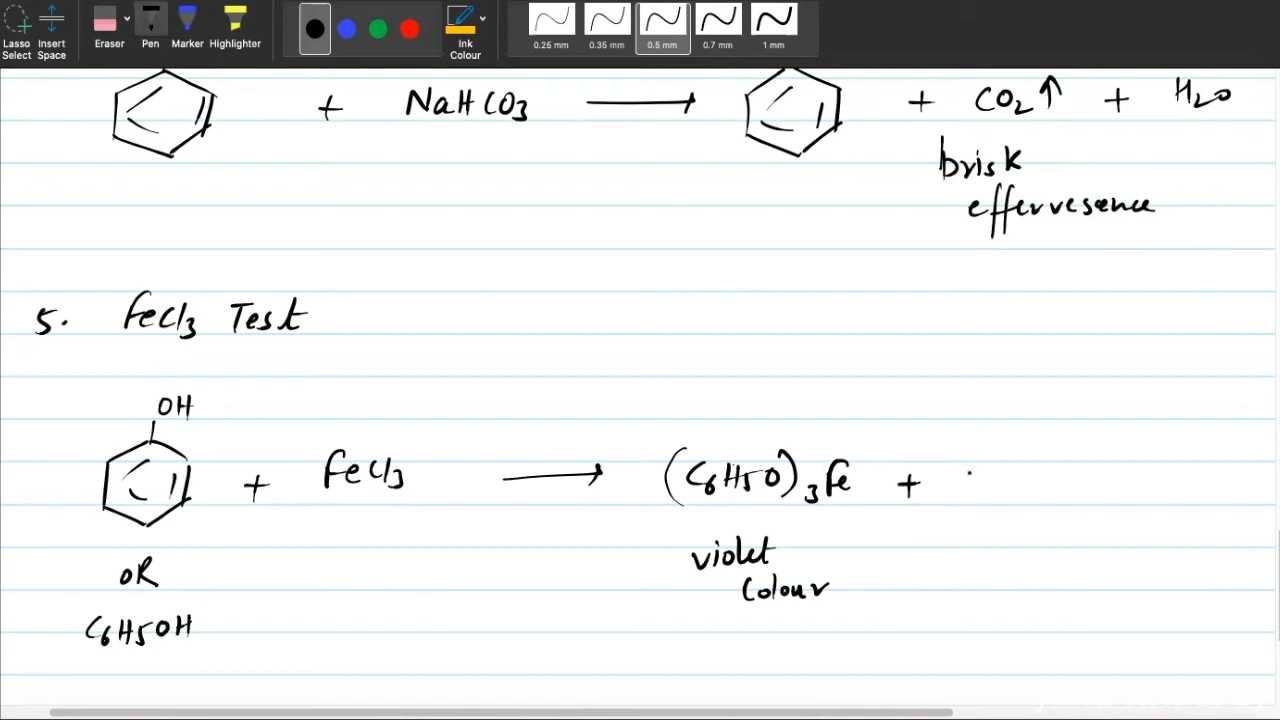 Lasso Select
Insert Space
Eraser
Pen
Marker
Highlighter
Ink Colour
0.25 mm
0.35 mm
0.5 mm
0.7 mm
1 mm
+ NaHCO3 ⟶ + CO2↑ + H2O
brisk
effervesence
5. FeCl3 Test
OH
+ FeCl3 ⟶ (C6H5O)3Fe +
violet
colour
OR
C6H5OH